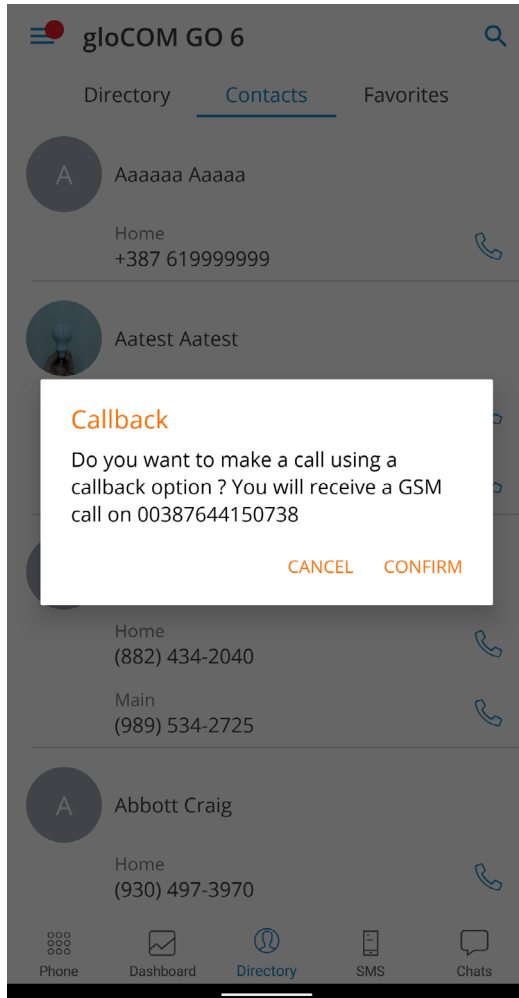 gloCOM GO 6
Directory Contacts Favorites
A
Aaaaaa Aaaaa
Home
+387 619999999
Aatest Aatest
Callback
Do you want to make a call using a
callback option ? You will receive a GSM
call on 00387644150738
CANCEL CONFIRM
Home
(882) 434-2040
Main
(989) 534-2725
A
Abbott Craig
Home
(930) 497-3970
Phone Dashboard Directory SMS Chats